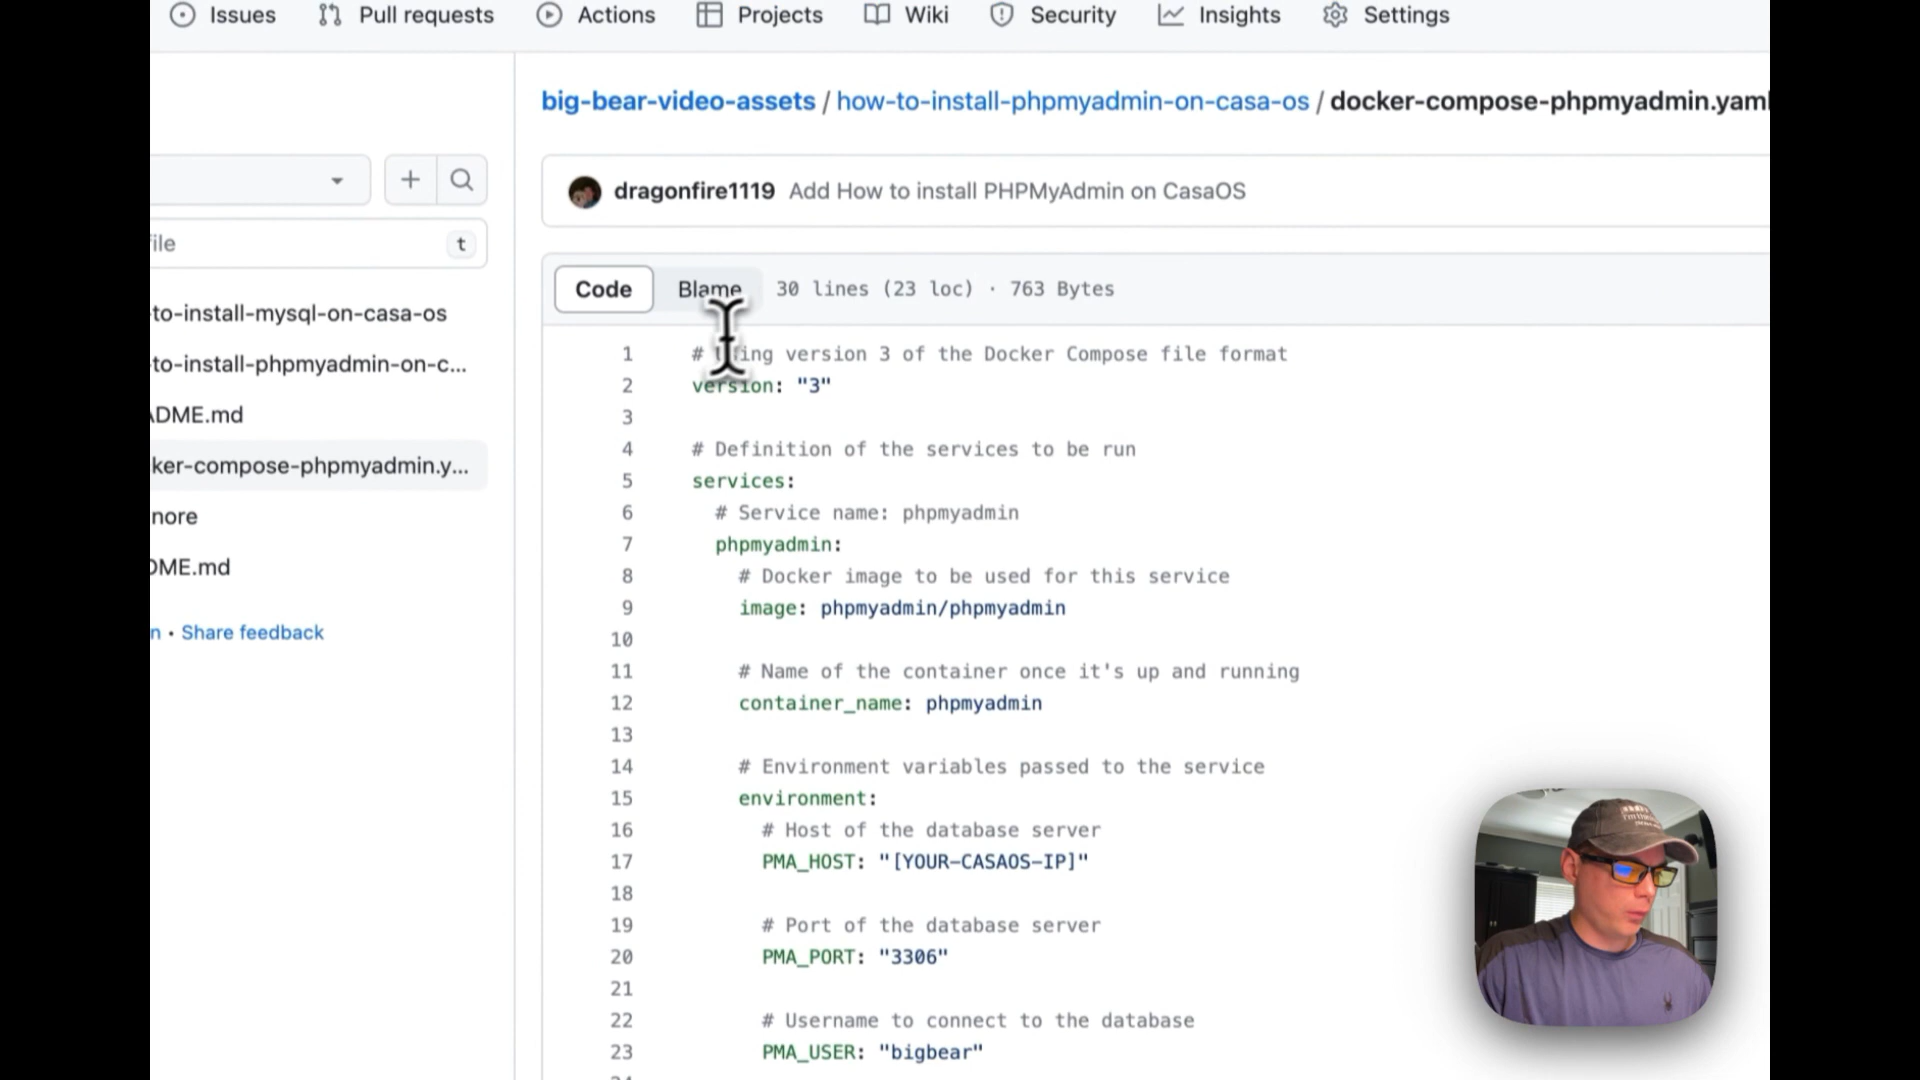 Issues Pull requests Actions Projects Wiki Security Insights Settings
big-bear-video-assets / how-to-install-phpmyadmin-on-casa-os / docker-compose-phpmyadmin.yaml
dragonfire1119 Add How to install PHPMyAdmin on CasaOS
ile t
Code Blame 30 lines (23 loc) · 763 Bytes
to-install-mysql-on-casa-os
to-install-phpmyadmin-on-c...
DME.md
ker-compose-phpmyadmin.y...
nore
DME.md
n • Share feedback
1 # Using version 3 of the Docker Compose file format
2 version: "3"
3
4 # Definition of the services to be run
5 services:
6 # Service name: phpmyadmin
7 phpmyadmin:
8 # Docker image to be used for this service
9 image: phpmyadmin/phpmyadmin
10
11 # Name of the container once it's up and running
12 container_name: phpmyadmin
13
14 # Environment variables passed to the service
15 environment:
16 # Host of the database server
17 PMA_HOST: "[YOUR-CASAOS-IP]"
18
19 # Port of the database server
20 PMA_PORT: "3306"
21
22 # Username to connect to the database
23 PMA_USER: "bigbear"